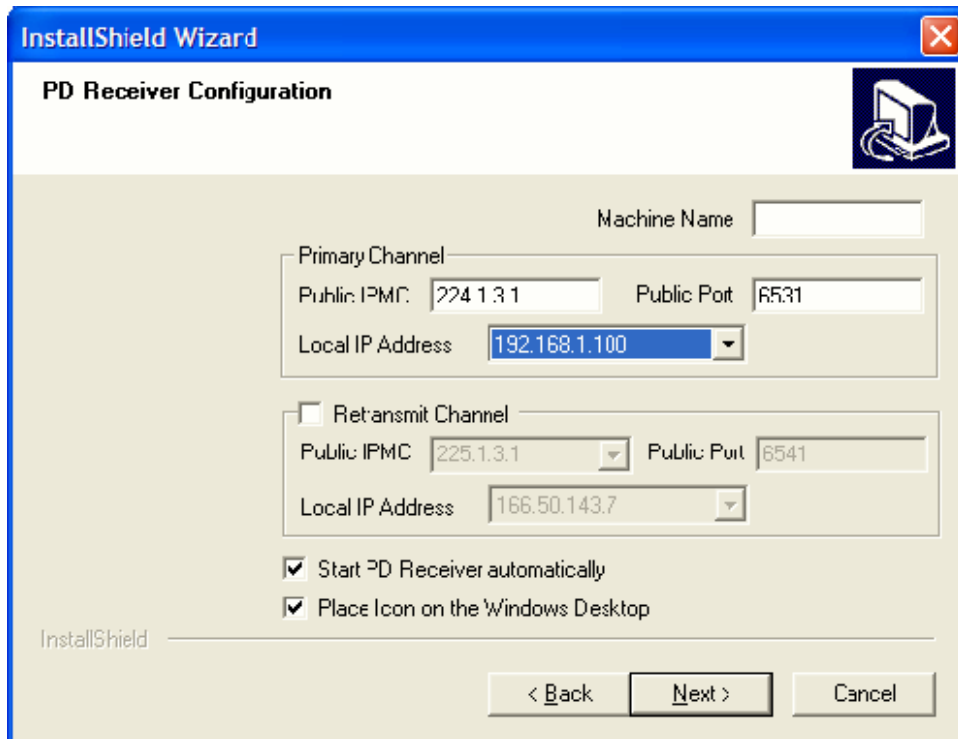 InstallShield Wizard
PD Receiver Configuration
Machine Name
Primary Channel
Public IPMC 224.1.3.1 Public Port 6531
Local IP Address 192.168.1.100
Retransmit Channel
Public IPMC 225.1.3.1 Public Port 6541
Local IP Address 166.50.143.7
Start PD Receiver automatically
Place Icon on the Windows Desktop
InstallShield
< Back Next > Cancel